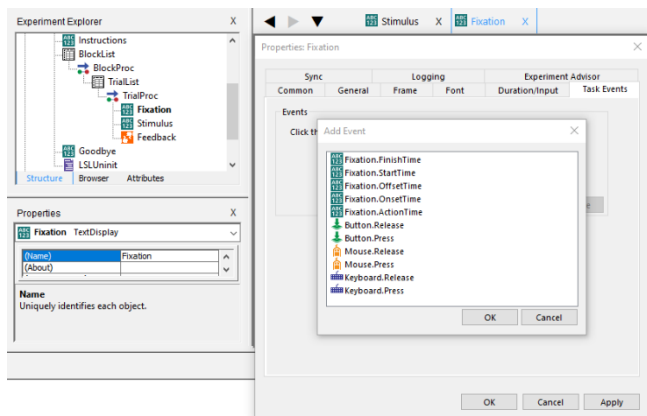 Experiment Explorer X
Instructions
BlockList
BlockProc
TrialList
TrialProc
Fixation
Stimulus
Feedback
Goodbye
LSLUninit
Structure Browser Attributes
Properties X
Fixation TextDisplay
(Name) Fixation
(About)
Name
Uniquely identifies each object.
Stimulus X Fixation X
Properties: Fixation
Sync Logging Experiment Advisor
Common General Frame Font Duration/Input Task Events
Events
Click th
Add Event
Fixation.FinishTime
Fixation.StartTime
Fixation.OffsetTime
Fixation.OnsetTime
Fixation.ActionTime
Button.Release
Button.Press
Mouse.Release
Mouse.Press
Keyboard.Release
Keyboard.Press
OK Cancel
OK Cancel Apply